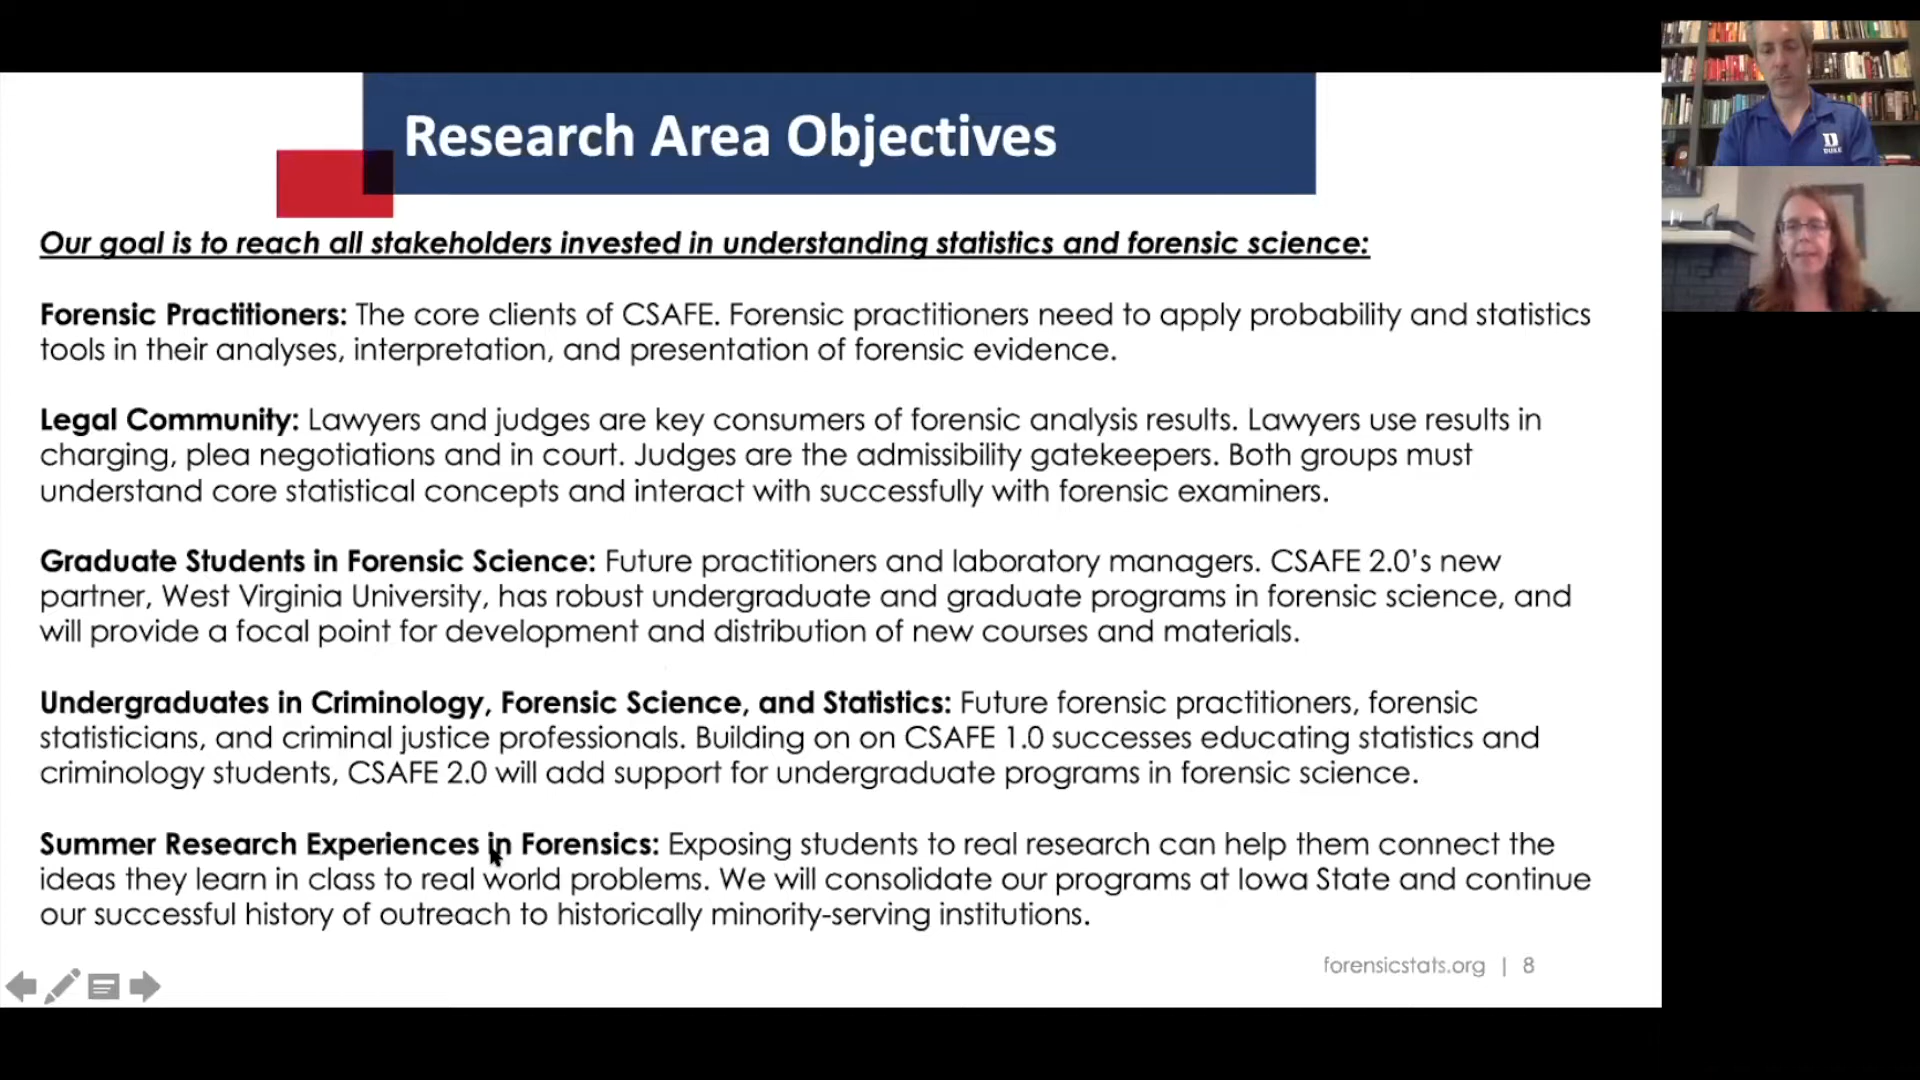 Research Area Objectives
Our goal is to reach all stakeholders invested in understanding statistics and forensic science:
Forensic Practitioners: The core clients of CSAFE. Forensic practitioners need to apply probability and statistics
tools in their analyses, interpretation, and presentation of forensic evidence.
Legal Community: Lawyers and judges are key consumers of forensic analysis results. Lawyers use results in
charging, plea negotiations and in court. Judges are the admissibility gatekeepers. Both groups must
understand core statistical concepts and interact with successfully with forensic examiners.
Graduate Students in Forensic Science: Future practitioners and laboratory managers. CSAFE 2.0's new
partner, West Virginia University, has robust undergraduate and graduate programs in forensic science, and
will provide a focal point for development and distribution of new courses and materials.
Undergraduates in Criminology, Forensic Science, and Statistics: Future forensic practitioners, forensic
statisticians, and criminal justice professionals. Building on on CSAFE 1.0 successes educating statistics and
criminology students, CSAFE 2.0 will add support for undergraduate programs in forensic science.
Summer Research Experiences in Forensics: Exposing students to real research can help them connect the
ideas they learn in class to real world problems. We will consolidate our programs at Iowa State and continue
our successful history of outreach to historically minority-serving institutions.
forensicstats.org | 8
D
DUKE